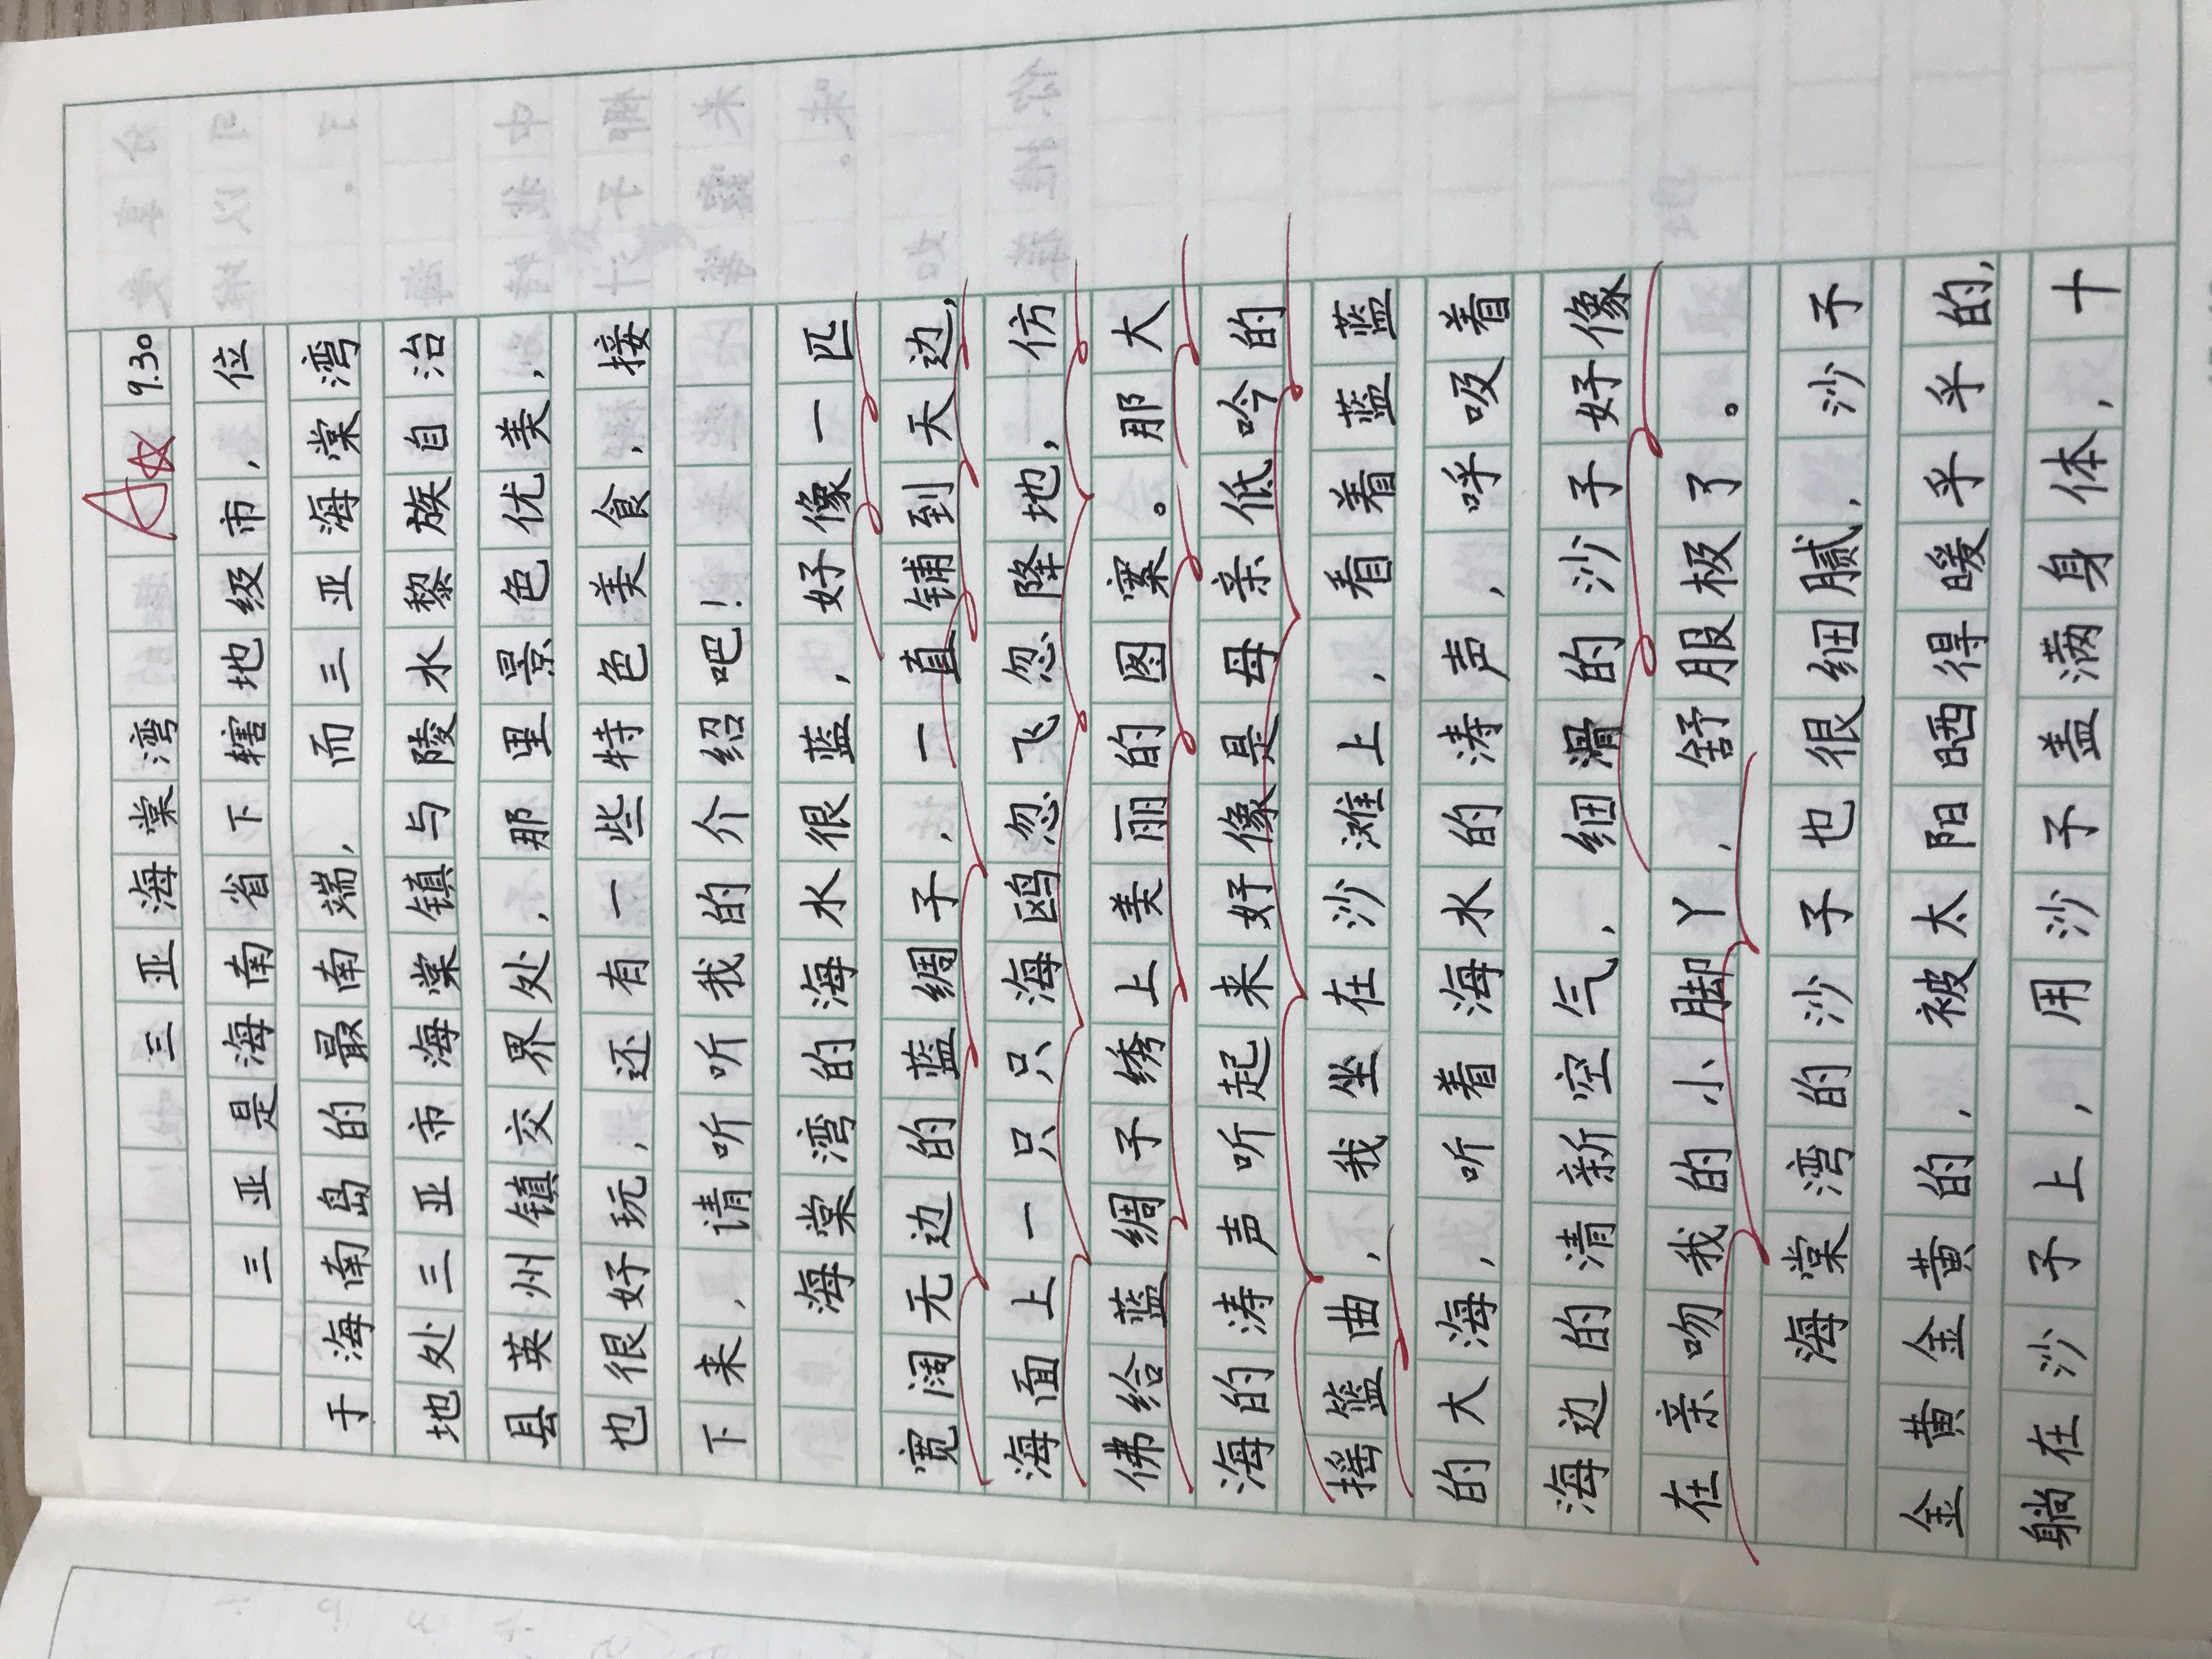 三亚海棠湾 A☆ 9.30
三亚是海南省下辖地级市，位
于海南岛的最南端，而三亚海棠湾
地处三亚市海棠镇与陵水黎族自治
县英州镇交界处，那里景色优美，
也很好玩，还有一些特色美食，接
下来，请听听我的介绍吧！
海棠湾的海水很蓝，好像一匹
宽阔无边的蓝绸子，一直铺到天边，
海面上一只只海鸥忽飞忽降地，仿
佛给蓝绸子绣上美丽的图案。那大
海的涛声听起来好像是母亲低吟的
摇篮曲，我坐在沙滩上，看着蓝蓝
的大海，听着海水的涛声，呼吸着
海边的清新空气，细滑的沙子好像
在亲吻我的小脚丫，舒服极了。
海棠湾的沙子也很细腻，沙子
金黄金黄的，被太阳晒得暖乎乎的，
躺在沙子上，用沙子盖满身体，十